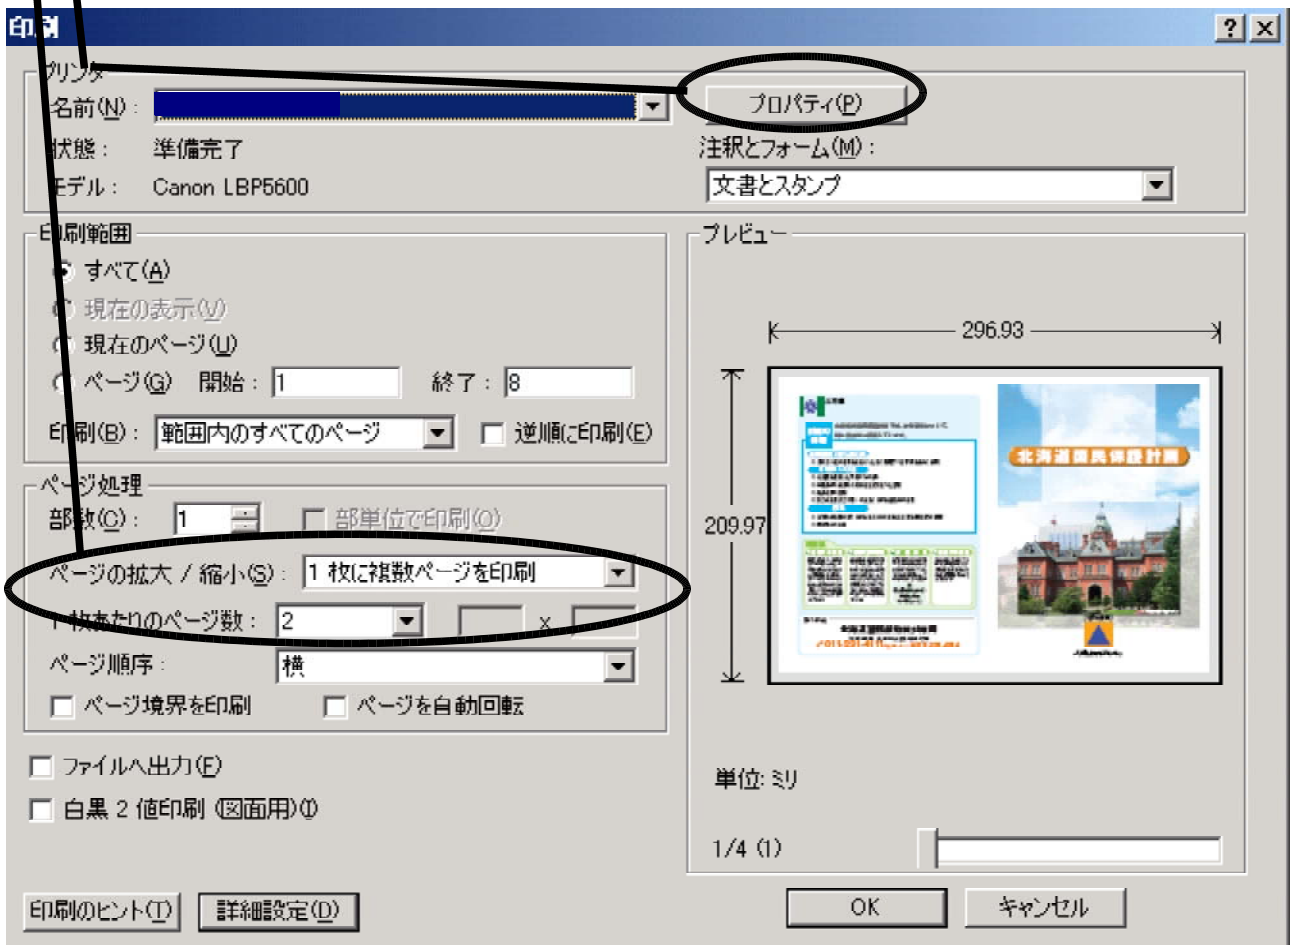 印刷
プリンタ
名前(N):
プロパティ(P)
状態: 準備完了
注釈とフォーム(M):
モデル: Canon LBP5600
文書とスタンプ
印刷範囲
すべて(A)
現在の表示(V)
現在のページ(U)
ページ(G) 開始: 1 終了: 8
印刷(B): 範囲内のすべてのページ 逆順に印刷(E)
ページ処理
部数(C): 1 部単位で印刷(O)
ページの拡大 / 縮小(S): 1 枚に複数ページを印刷
1 枚あたりのページ数: 2 x
ページ順序: 横
ページ境界を印刷 ページを自動回転
ファイルへ出力(F)
白黒 2 値印刷 (図面用)(I)
印刷のヒント(T) 詳細設定(D)
プレビュー
296.93
209.97
北海道国民保護計画
単位: ミリ
1/4 (1)
OK キャンセル